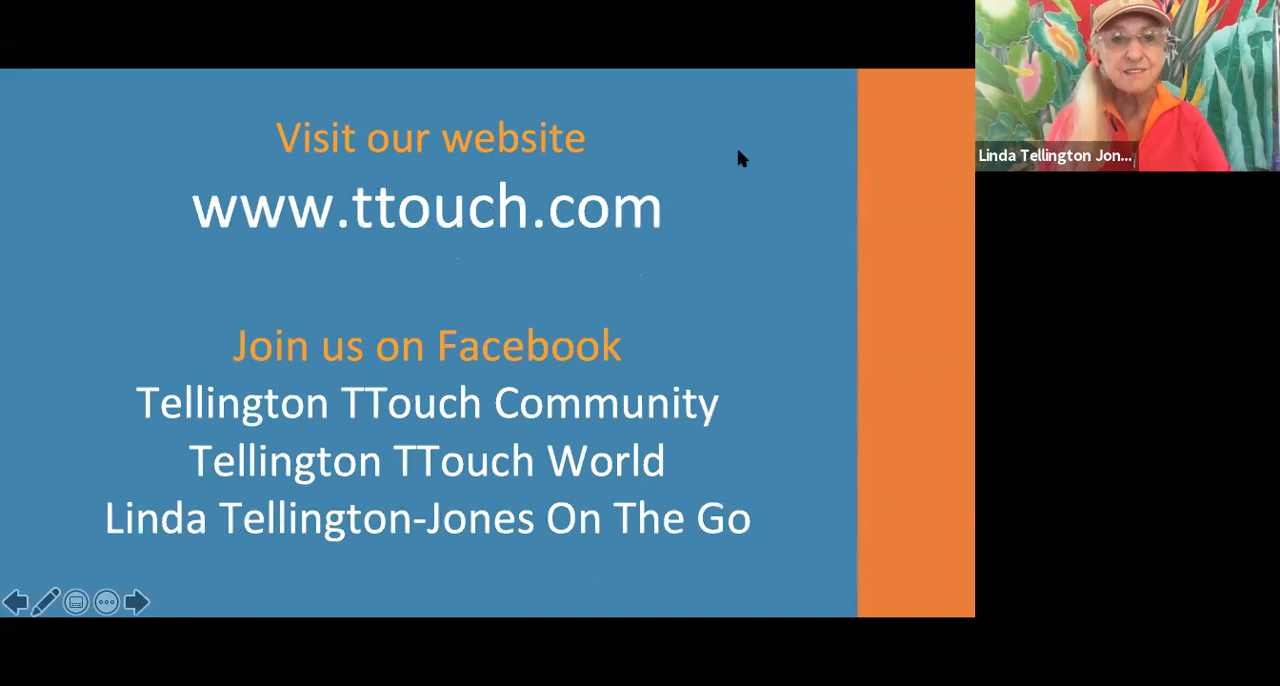 Visit our website
www.ttouch.com
Join us on Facebook
Tellington TTouch Community
Tellington TTouch World
Linda Tellington-Jones On The Go
Linda Tellington Jon...